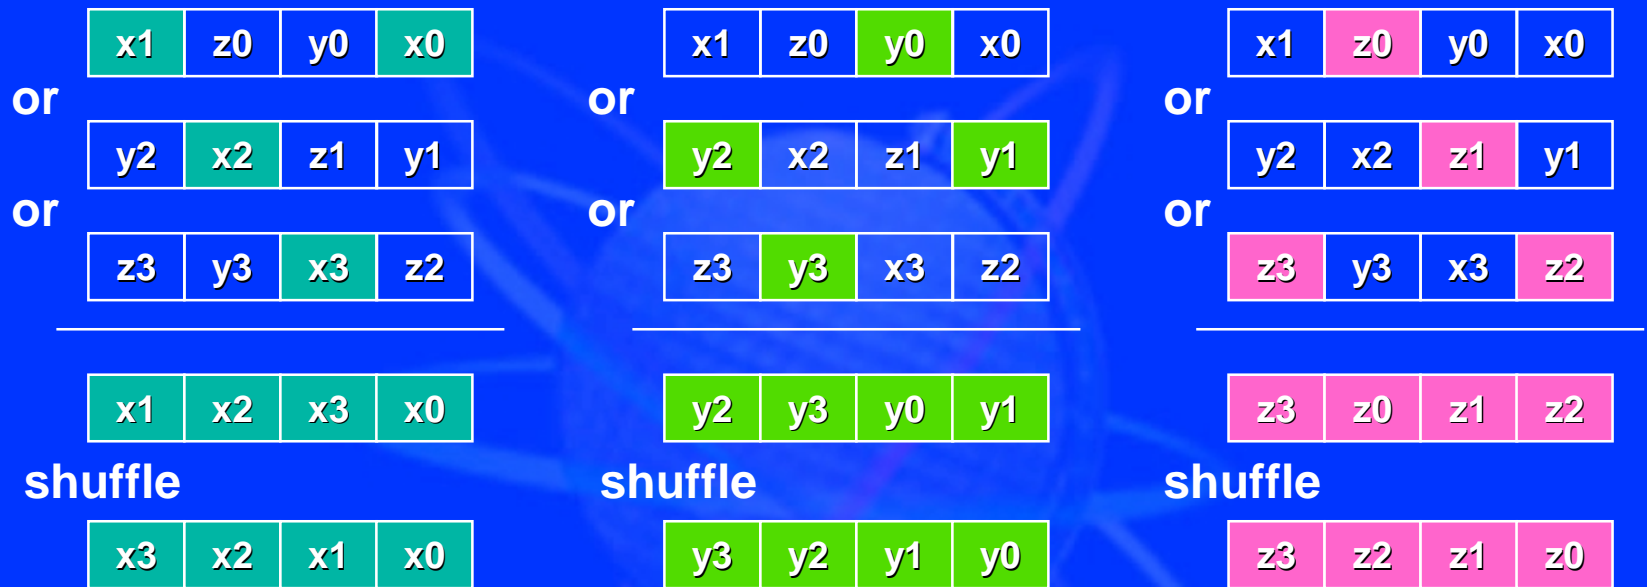 x1 z0 y0 x0 x1 z0 y0 x0 x1 z0 y0 x0
or or or
y2 x2 z1 y1 y2 x2 z1 y1 y2 x2 z1 y1
or or or
z3 y3 x3 z2 z3 y3 x3 z2 z3 y3 x3 z2
x1 x2 x3 x0 y2 y3 y0 y1 z3 z0 z1 z2
shuffle shuffle shuffle
x3 x2 x1 x0 y3 y2 y1 y0 z3 z2 z1 z0